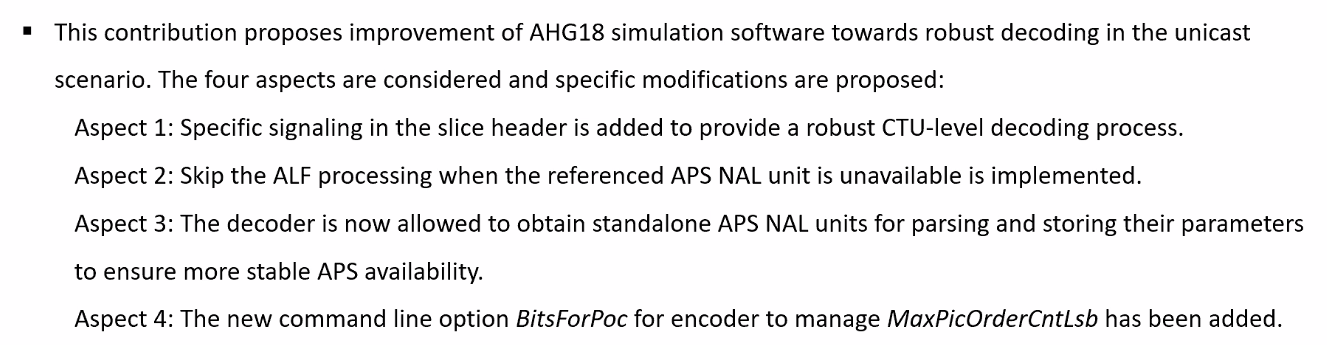 ▪ This contribution proposes improvement of AHG18 simulation software towards robust decoding in the unicast
scenario. The four aspects are considered and specific modifications are proposed:
Aspect 1: Specific signaling in the slice header is added to provide a robust CTU-level decoding process.
Aspect 2: Skip the ALF processing when the referenced APS NAL unit is unavailable is implemented.
Aspect 3: The decoder is now allowed to obtain standalone APS NAL units for parsing and storing their parameters
to ensure more stable APS availability.
Aspect 4: The new command line option BitsForPoc for encoder to manage MaxPicOrderCntLsb has been added.